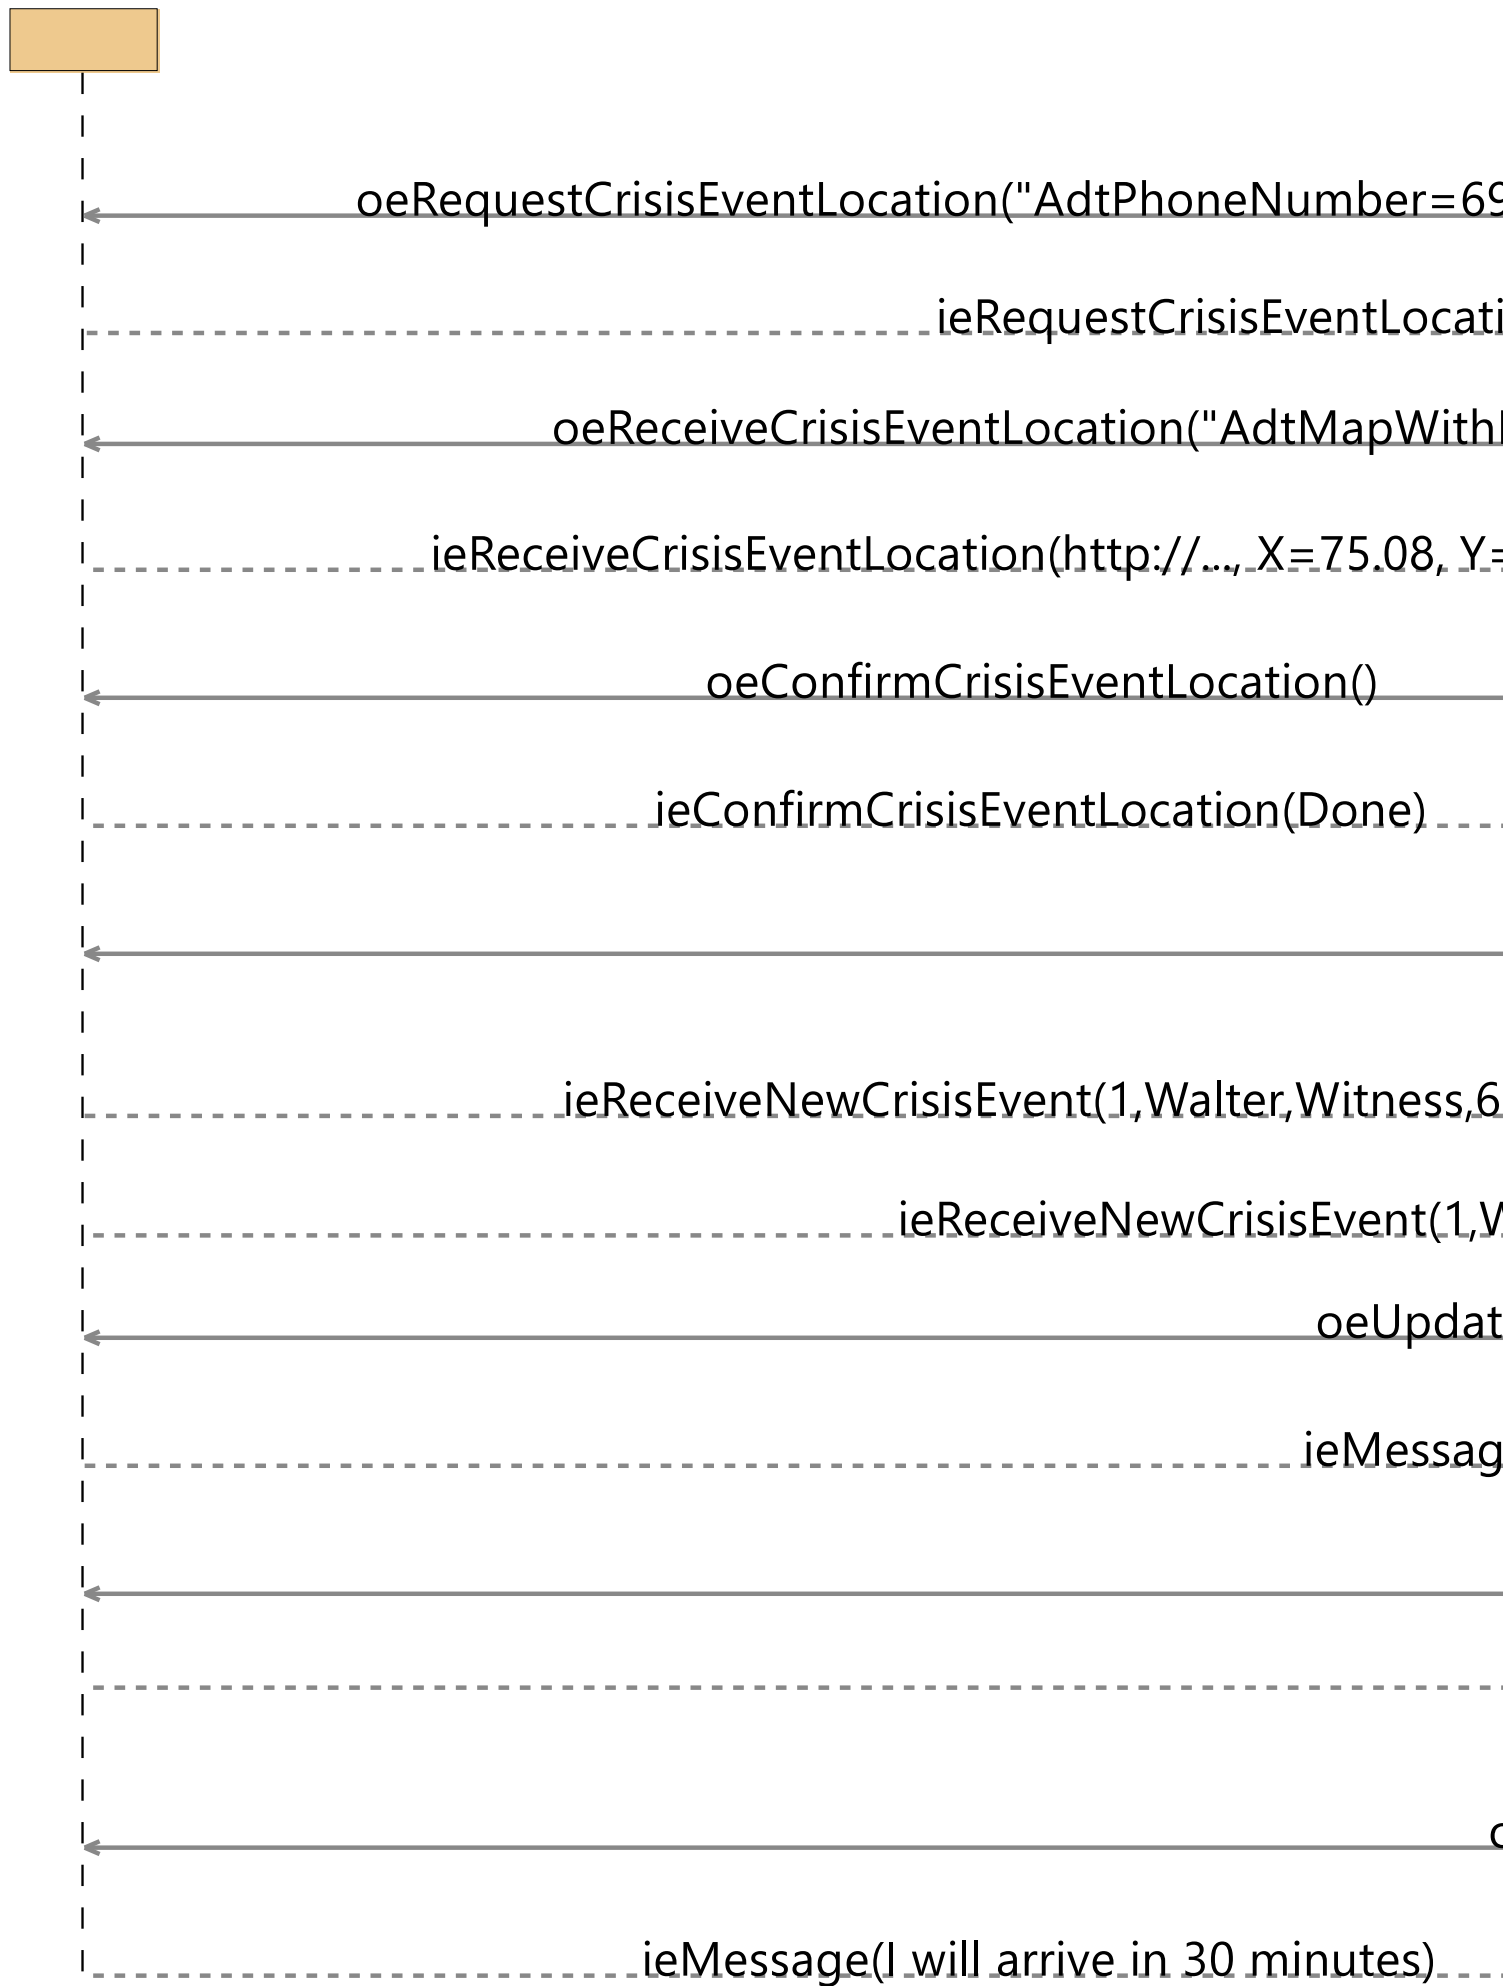 oeRequestCrisisEventLocation("AdtPhoneNumber=69
ieRequestCrisisEventLocati
oeReceiveCrisisEventLocation("AdtMapWith
ieReceiveCrisisEventLocation(http://..., X=75.08, Y=
oeConfirmCrisisEventLocation()
ieConfirmCrisisEventLocation(Done)
ieReceiveNewCrisisEvent(1,Walter,Witness,6
ieReceiveNewCrisisEvent(1,W
oeUpdat
ieMessag
ieMessage(I will arrive in 30 minutes)